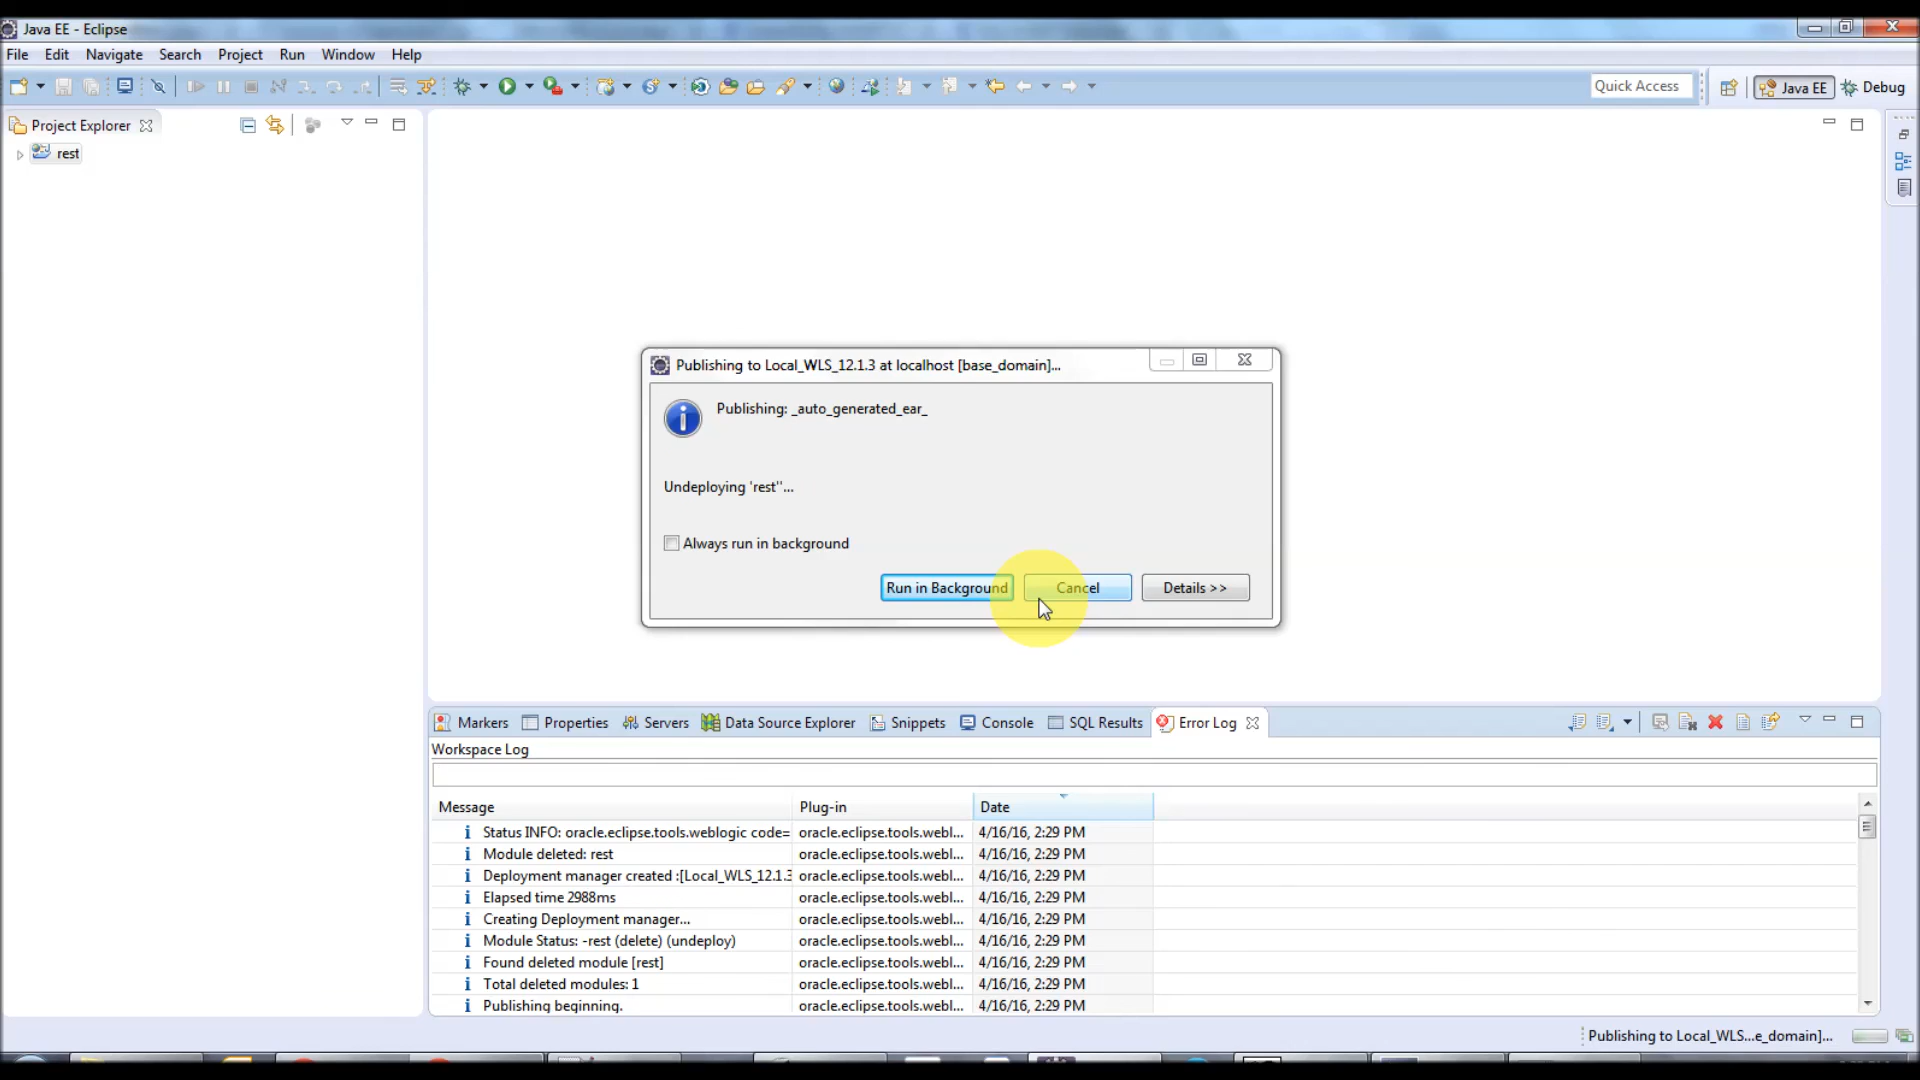 Java EE - Eclipse
File Edit Navigate Search Project Run Window Help
Quick Access
Java EE
Debug
Project Explorer
rest
Publishing to Local_WLS_12.1.3 at localhost [base_domain]...
Publishing: _auto_generated_ear_
Undeploying 'rest''...
Always run in background
Run in Background Cancel Details >>
Markers Properties Servers Data Source Explorer Snippets Console SQL Results Error Log
Workspace Log
Message Plug-in Date
Status INFO: oracle.eclipse.tools.weblogic code= oracle.eclipse.tools.webl... 4/16/16, 2:29 PM
Module deleted: rest oracle.eclipse.tools.webl... 4/16/16, 2:29 PM
Deployment manager created :[Local_WLS_12.1.3 oracle.eclipse.tools.webl... 4/16/16, 2:29 PM
Elapsed time 2988ms oracle.eclipse.tools.webl... 4/16/16, 2:29 PM
Creating Deployment manager... oracle.eclipse.tools.webl... 4/16/16, 2:29 PM
Module Status: -rest (delete) (undeploy) oracle.eclipse.tools.webl... 4/16/16, 2:29 PM
Found deleted module [rest] oracle.eclipse.tools.webl... 4/16/16, 2:29 PM
Total deleted modules: 1 oracle.eclipse.tools.webl... 4/16/16, 2:29 PM
Publishing beginning. oracle.eclipse.tools.webl... 4/16/16, 2:29 PM
Publishing to Local_WLS...e_domain]...